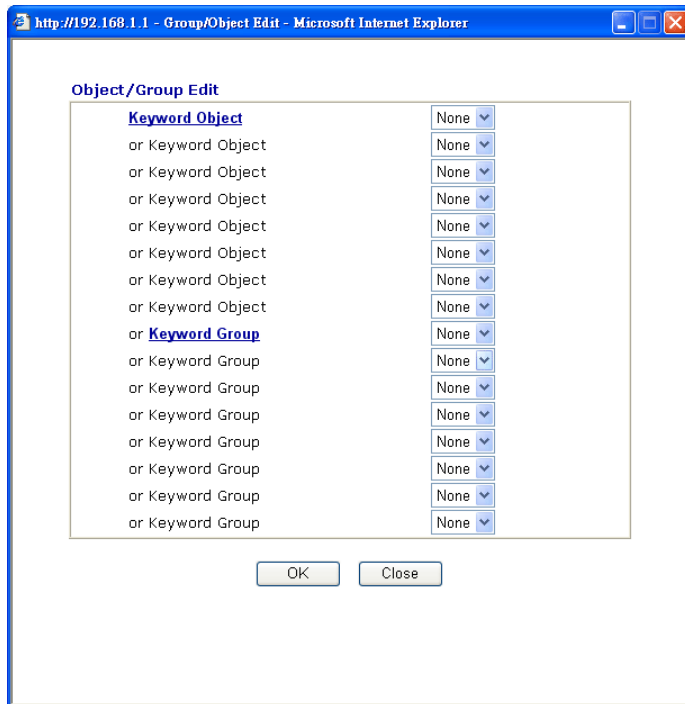 http://192.168.1.1 - Group/Object Edit - Microsoft Internet Explorer
Object/Group Edit
Keyword Object None
or Keyword Object None
or Keyword Object None
or Keyword Object None
or Keyword Object None
or Keyword Object None
or Keyword Object None
or Keyword Object None
or Keyword Group None
or Keyword Group None
or Keyword Group None
or Keyword Group None
or Keyword Group None
or Keyword Group None
or Keyword Group None
or Keyword Group None
OK Close